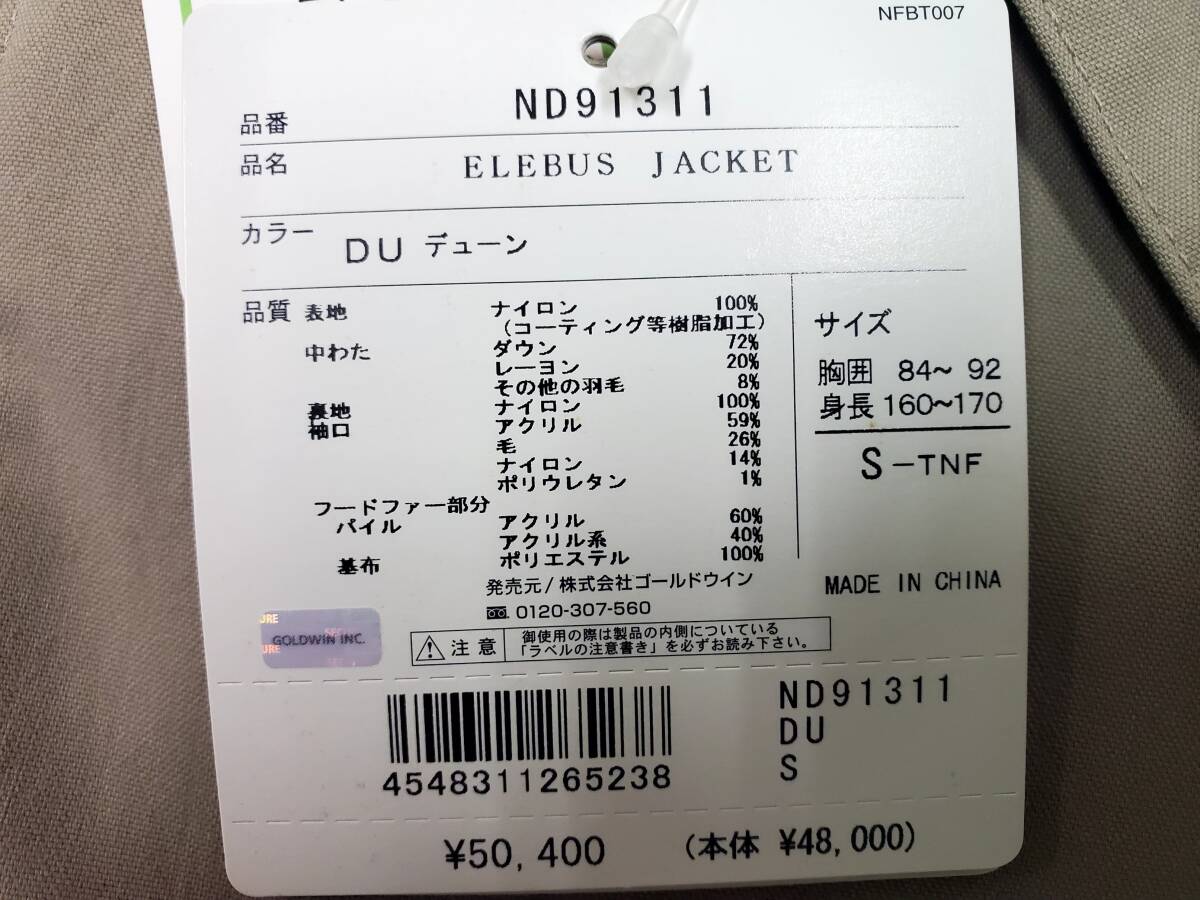 NFBT007
品番 ND91311
品名 ELEBUS JACKET
カラー DU デューン
品質 表地 ナイロン 100%
(コーティング等樹脂加工)
中わた ダウン 72%
レーヨン 20%
その他の羽毛 8%
裏地 ナイロン 100%
袖口 アクリル 59%
毛 26%
ナイロン 14%
ポリウレタン 1%
フードファー部分
パイル アクリル 60%
アクリル系 40%
基布 ポリエステル 100%
サイズ
胸囲 84~ 92
身長 160~170
S-TNF
MADE IN CHINA
発売元/株式会社ゴールドウイン
0120-307-560
URE
GOLDWIN INC.
URE
注意 御使用の際は製品の内側についている
「ラベルの注意書き」を必ずお読み下さい。
4548311265238
ND91311
DU
S
¥50,400 (本体 ¥48,000)